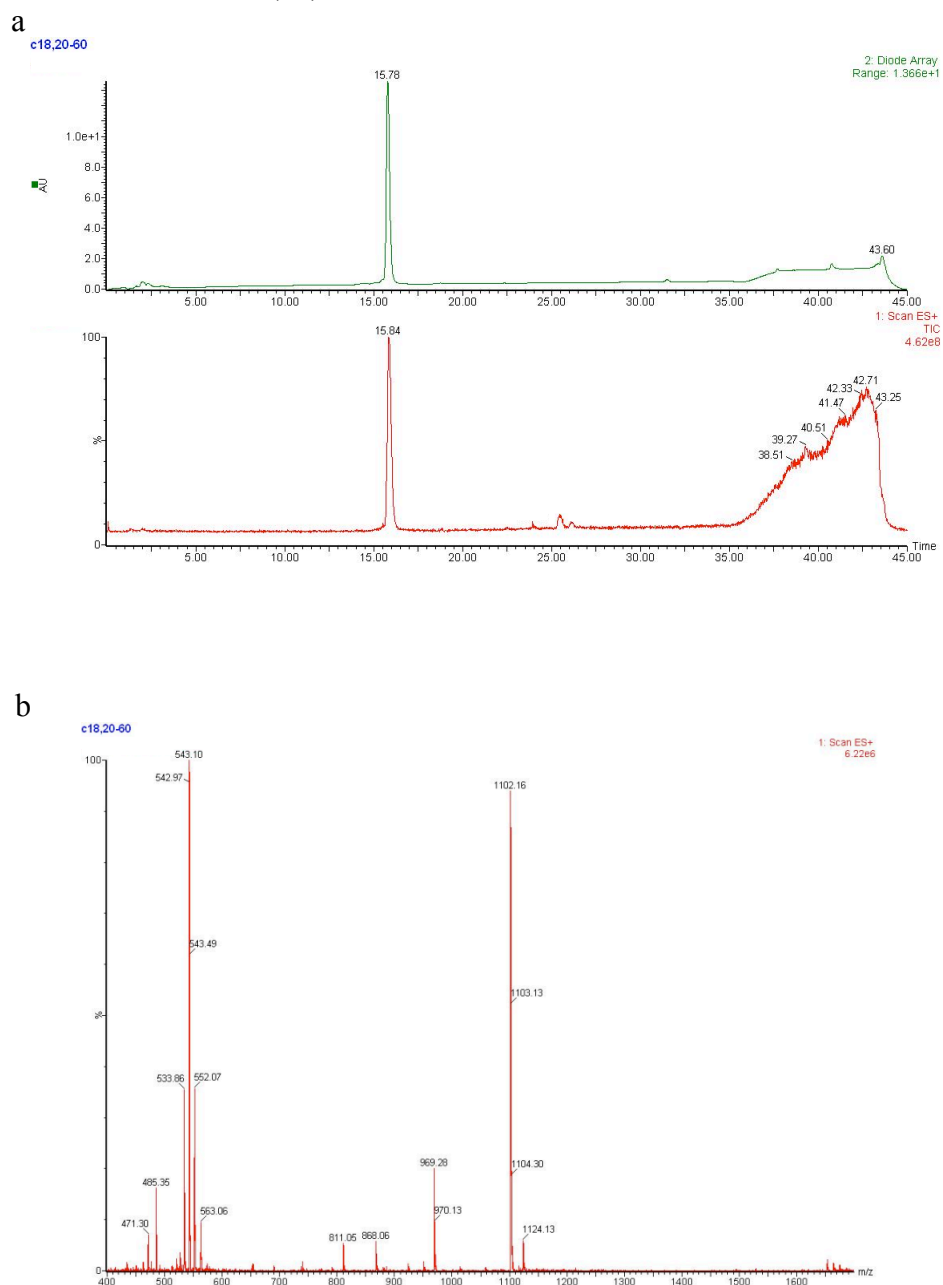 a
c18,20-60
2: Diode Array
Range: 1.366e+1
15.78
1.0e+1
8.0
6.0
4.0
2.0
0.0
AU
43.60
5.00 10.00 15.00 20.00 25.00 30.00 35.00 40.00 45.00
1: Scan ES+
TIC
4.62e8
100
%
0
15.84
38.51
39.27
40.51
41.47
42.33
42.71
43.25
5.00 10.00 15.00 20.00 25.00 30.00 35.00 40.00 45.00
Time
b
c18,20-60
1: Scan ES+
6.22e6
100
%
0
543.10
542.97
543.49
533.86
552.07
485.35
471.30
563.06
811.05
868.06
969.28
970.13
1102.16
1103.13
1104.30
1124.13
400 500 600 700 800 900 1000 1100 1200 1300 1400 1500 1600
m/z